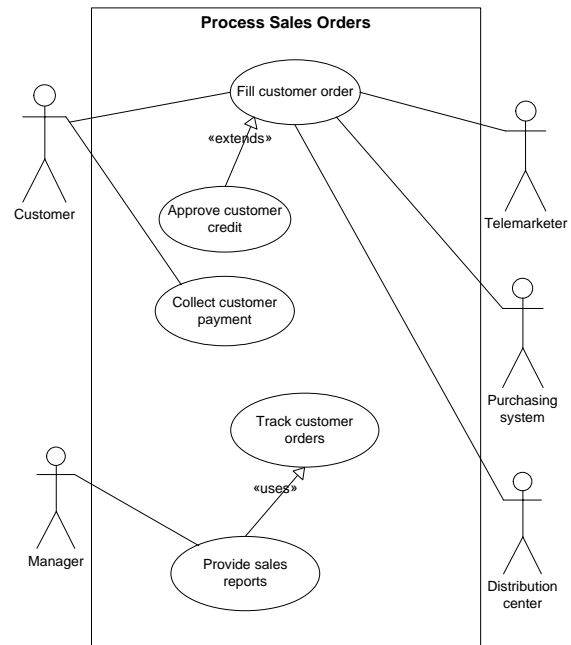 Process Sales Orders
Fill customer order
«extends»
Customer
Telemarketer
Approve customer
credit
Collect customer
payment
Purchasing
system
Track customer
orders
«uses»
Manager
Provide sales
reports
Distribution
center